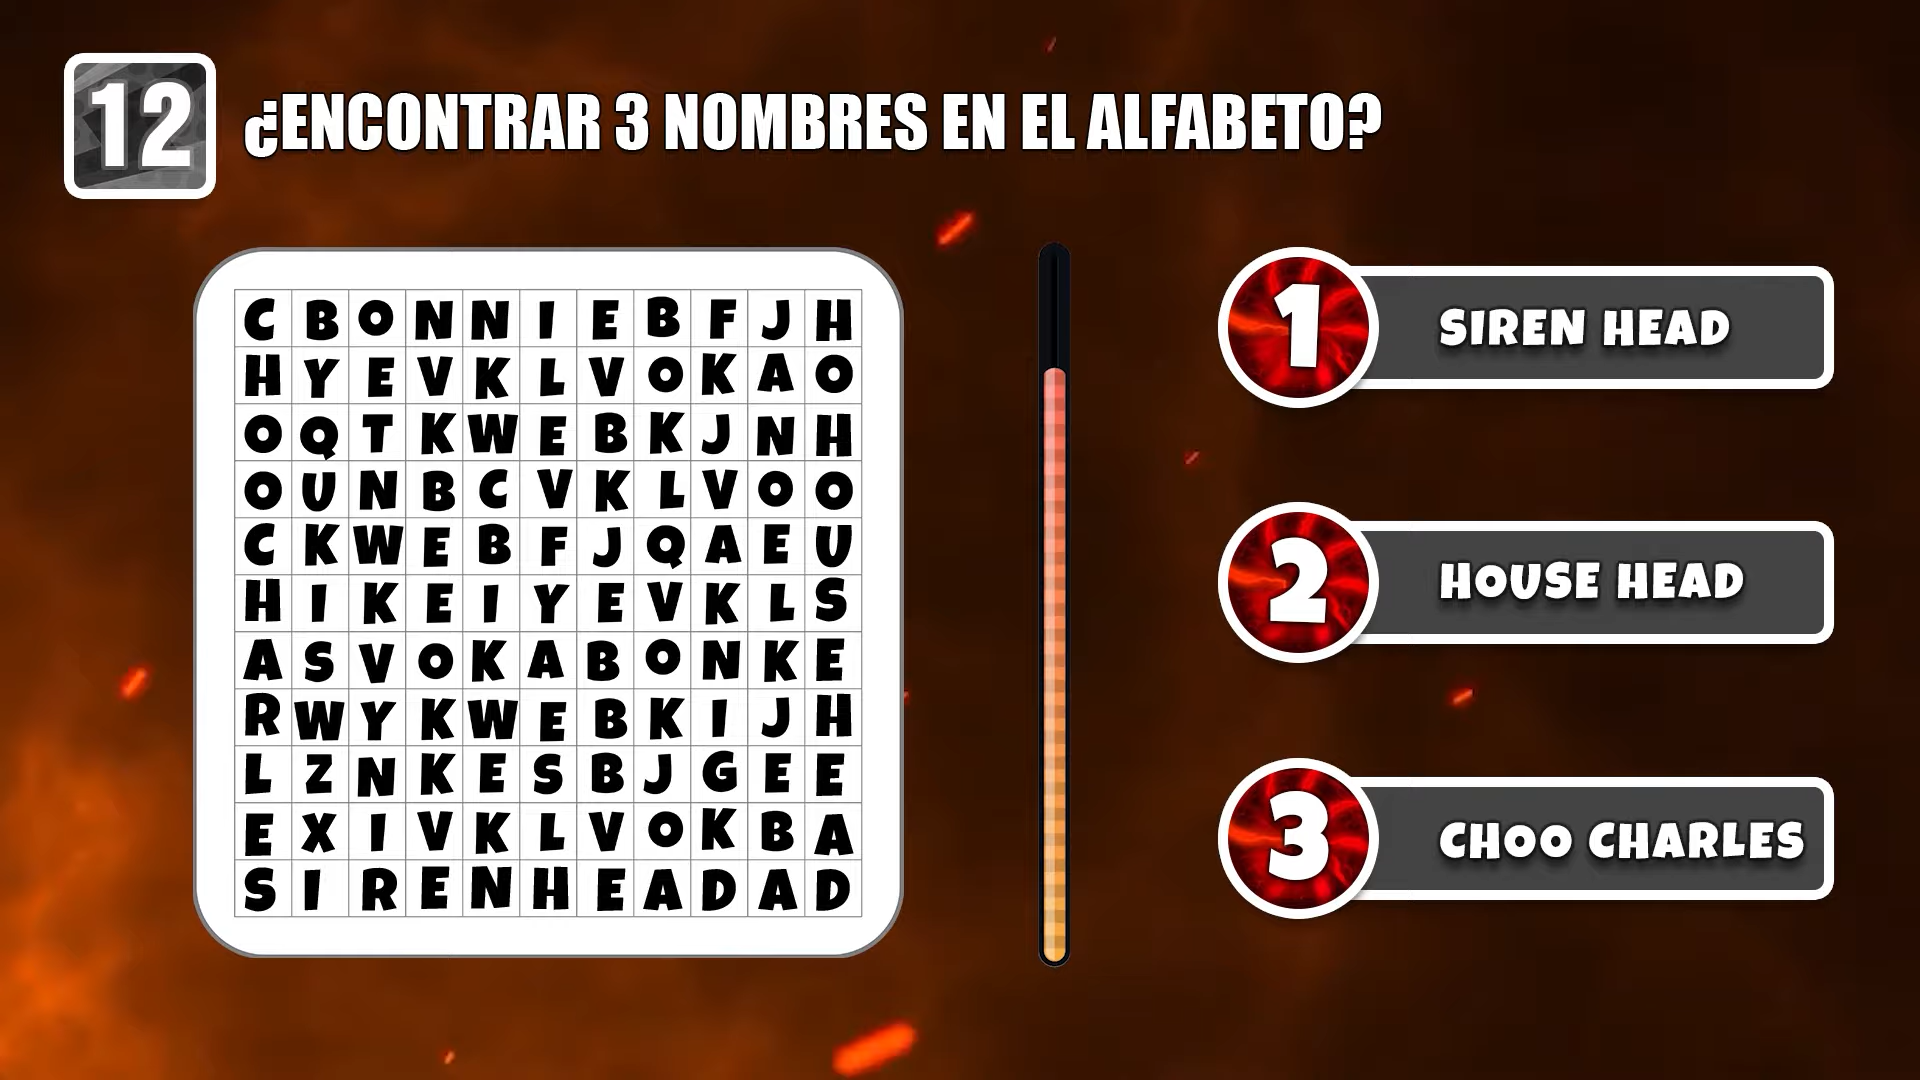 12
¿ENCONTRAR 3 NOMBRES EN EL ALFABETO?
C B O N N I E B F J H
H Y E V K L V O K A O
O Q T K W E B K J N H
O U N B C V K L V O O
C K W E B F J Q A E U
H I K E I Y E V K L S
A S V O K A B O N K E
R W Y K W E B K I J H
L Z N K E S B J G E E
E X I V K L V O K B A
S I R E N H E A D A D
1 SIREN HEAD
2 HOUSE HEAD
3 CHOO CHARLES